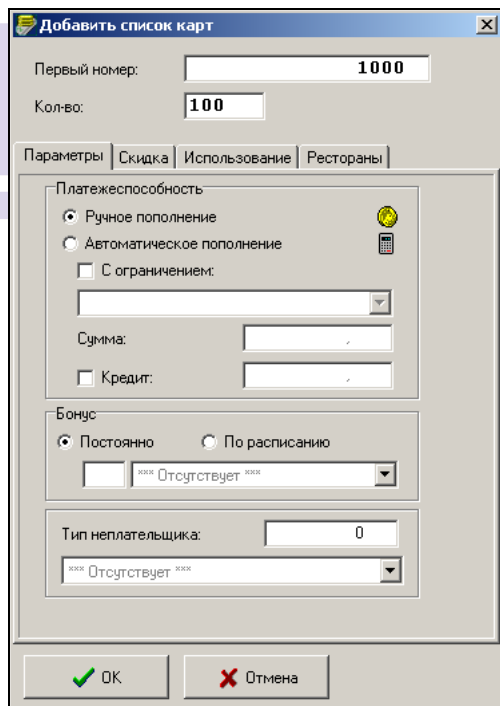 Добавить список карт
Первый номер: 1000
Кол-во: 100
Параметры Скидка Использование Рестораны
Платежеспособность
Ручное пополнение
Автоматическое пополнение
С ограничением:
Сумма: ,
Кредит: ,
Бонус
Постоянно По расписанию
*** Отсутствует ***
Тип неплательщика: 0
*** Отсутствует ***
OK Отмена